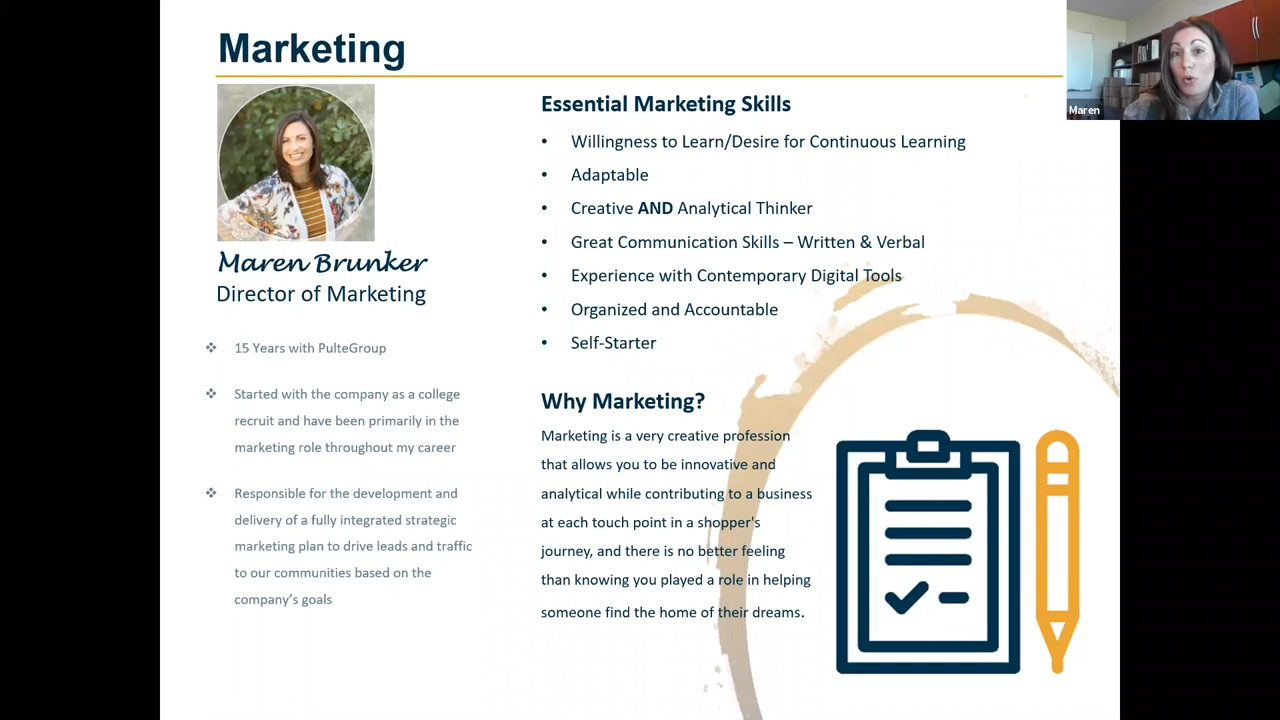 Marketing
Maren
Maren Brunker
Director of Marketing
❖ 15 Years with PulteGroup
❖ Started with the company as a college
recruit and have been primarily in the
marketing role throughout my career
❖ Responsible for the development and
delivery of a fully integrated strategic
marketing plan to drive leads and traffic
to our communities based on the
company's goals
Essential Marketing Skills
• Willingness to Learn/Desire for Continuous Learning
• Adaptable
• Creative AND Analytical Thinker
• Great Communication Skills – Written & Verbal
• Experience with Contemporary Digital Tools
• Organized and Accountable
• Self-Starter
Why Marketing?
Marketing is a very creative profession
that allows you to be innovative and
analytical while contributing to a business
at each touch point in a shopper's
journey, and there is no better feeling
than knowing you played a role in helping
someone find the home of their dreams.